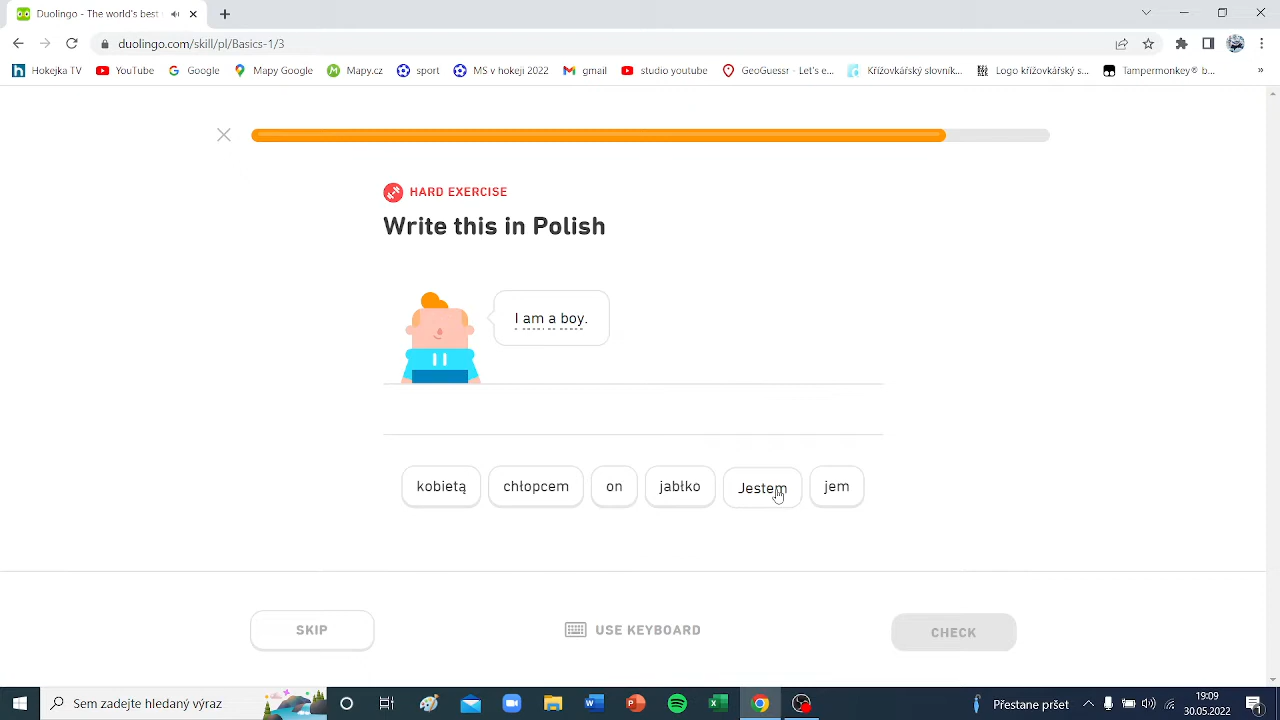 Duolingo - The world's best
duolingo.com/skill/pl/Basics-1/3
Hokejka TV YouTube Google Mapy Google Mapy.cz sport MS v hokeji 2022 gmail studio youtube GeoGuessr - Let's e... Křížovkářský slovník... Logo křížovkářský s... Tampermonkey® b... »
HARD EXERCISE
Write this in Polish
I am a boy.
kobietą chłopcem on jabłko Jestem jem
SKIP USE KEYBOARD CHECK
Sem zadejte hledaný výraz
Přestane pršet
19:09
30.05.2022